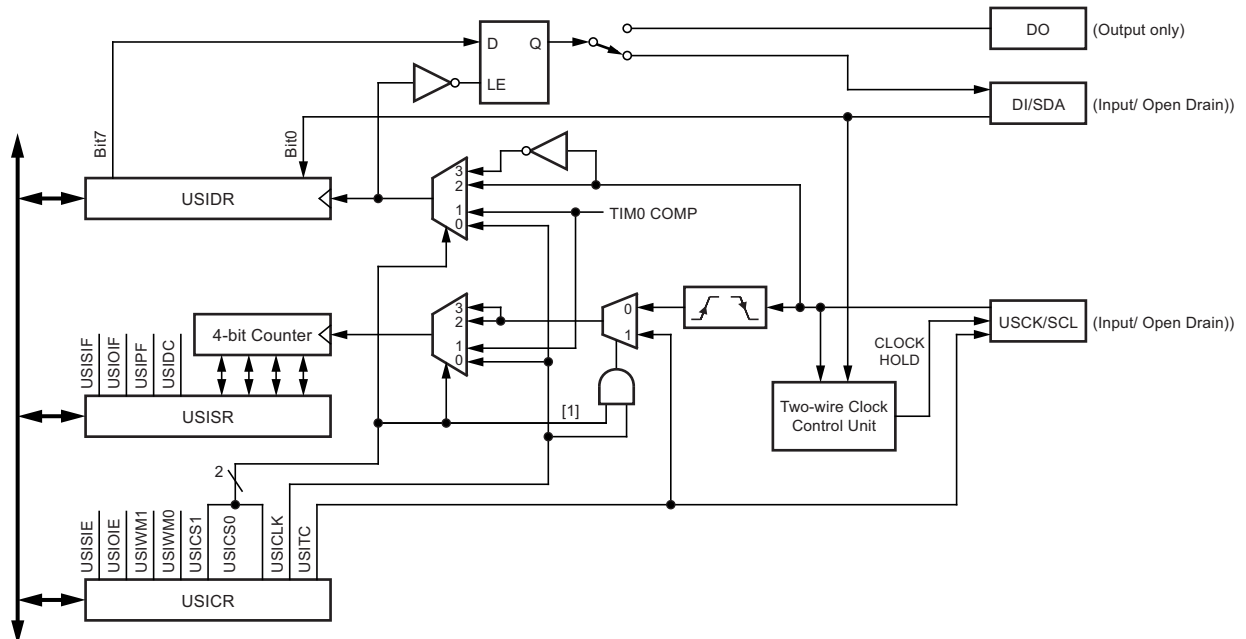 DO
(Output only)
D
Q
LE
DI/SDA
(Input/ Open Drain))
Bit7
Bit0
USIDR
3
2
1
0
TIM0 COMP
4-bit Counter
3
2
1
0
0
1
USCK/SCL
(Input/ Open Drain))
CLOCK
HOLD
Two-wire Clock
Control Unit
USISIF
USIOIF
USIPF
USIDC
USISR
[1]
2
USISIE
USIOIE
USIWM1
USIWM0
USICS1
USICS0
USICLK
USITC
USICR